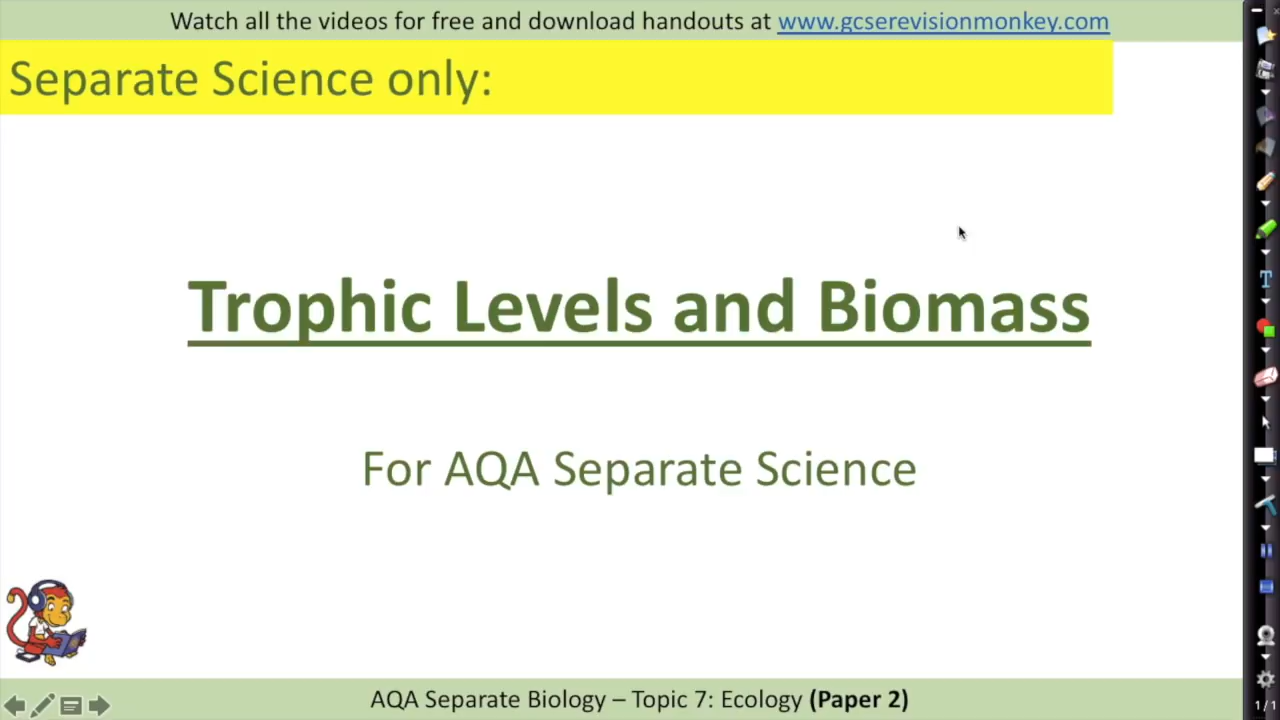 Watch all the videos for free and download handouts at www.gcserevisionmonkey.com
Separate Science only:
Trophic Levels and Biomass
For AQA Separate Science
AQA Separate Biology – Topic 7: Ecology (Paper 2)
T
1/1